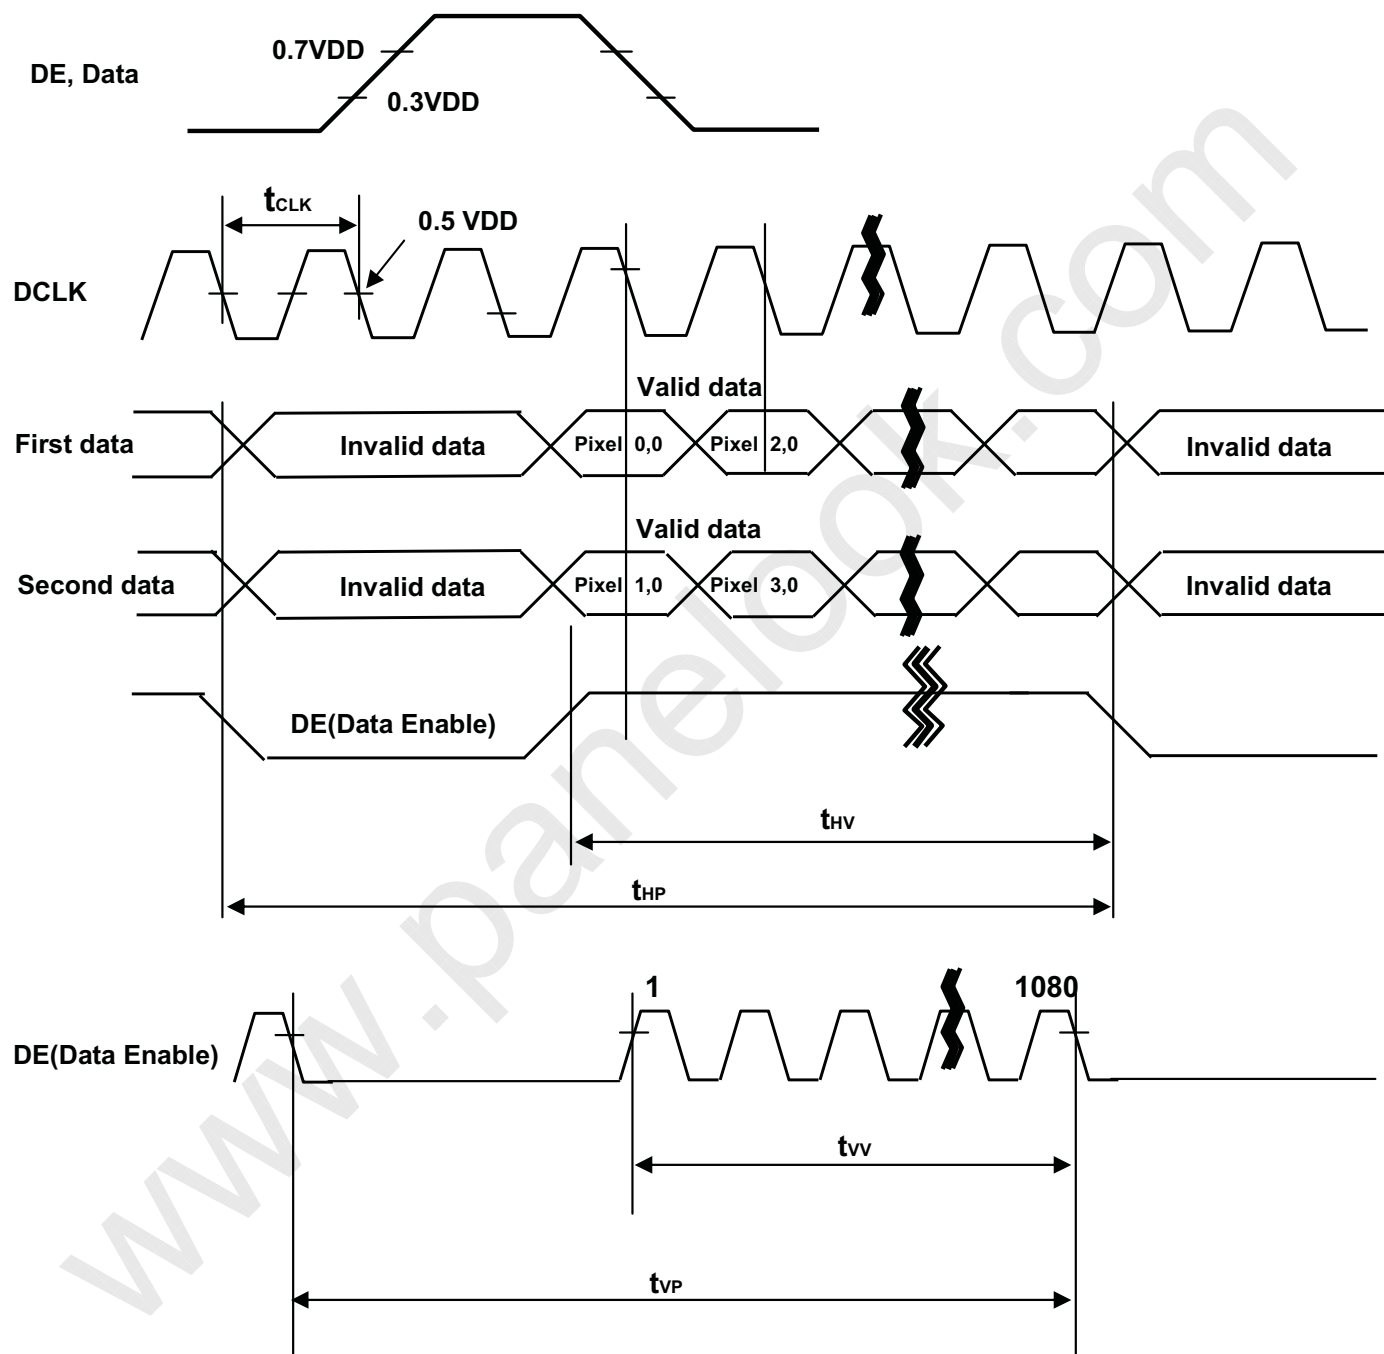 0.7VDD
DE, Data
0.3VDD
tCLK
0.5 VDD
DCLK
Valid data
First data
Invalid data
Pixel 0,0
Pixel 2,0
Invalid data
Valid data
Second data
Invalid data
Pixel 1,0
Pixel 3,0
Invalid data
DE(Data Enable)
tHV
tHP
1
1080
DE(Data Enable)
tVV
tVP
www.panelook.com